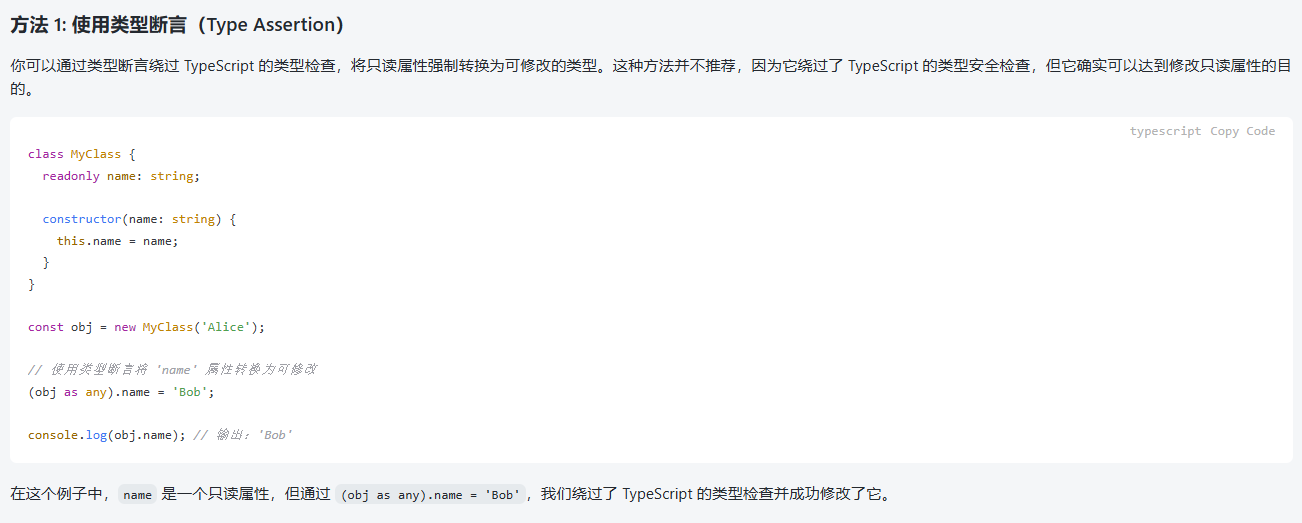 方法 1: 使用类型断言（Type Assertion）
你可以通过类型断言绕过 TypeScript 的类型检查，将只读属性强制转换为可修改的类型。这种方法并不推荐，因为它绕过了 TypeScript 的类型安全检查，但它确实可以达到修改只读属性的目
的。
typescript Copy Code
class MyClass {
  readonly name: string;

  constructor(name: string) {
    this.name = name;
  }
}

const obj = new MyClass('Alice');

// 使用类型断言将 'name' 属性转换为可修改
(obj as any).name = 'Bob';

console.log(obj.name); // 输出：'Bob'
在这个例子中，name 是一个只读属性，但通过 (obj as any).name = 'Bob'，我们绕过了 TypeScript 的类型检查并成功修改了它。